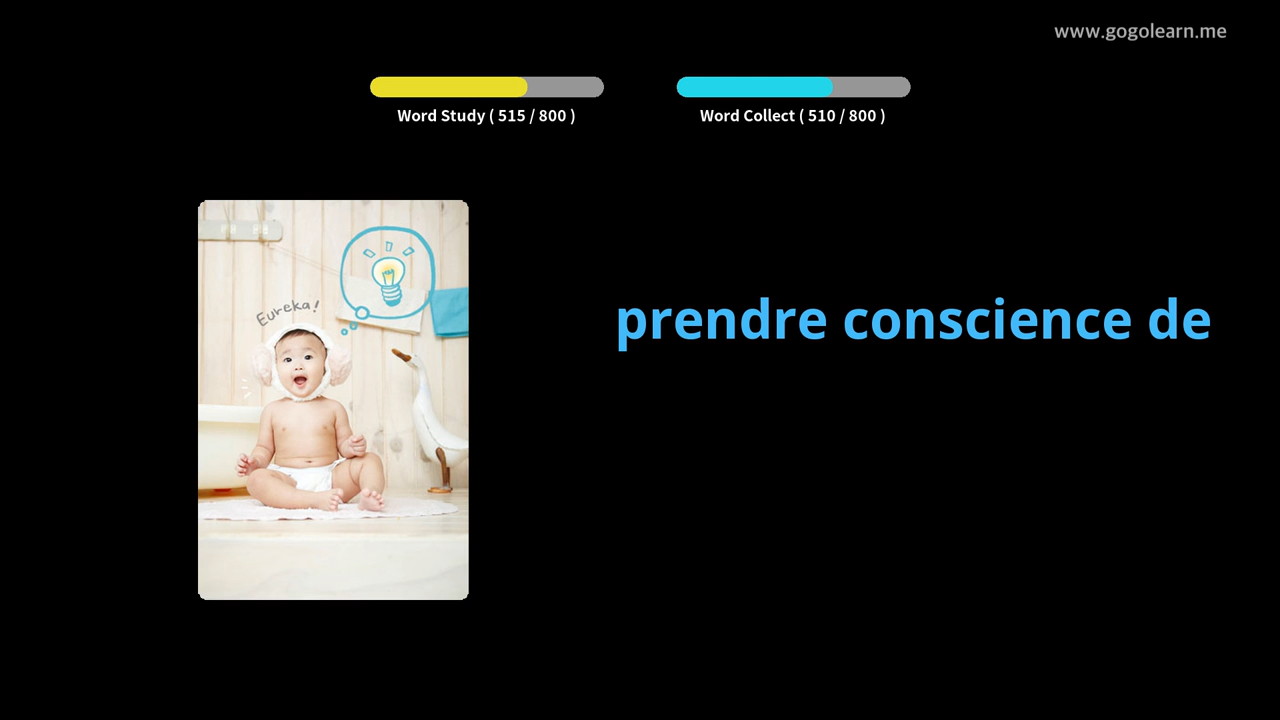 www.gogolearn.me
Word Study ( 515 / 800 )
Word Collect ( 510 / 800 )
Eureka!
prendre conscience de